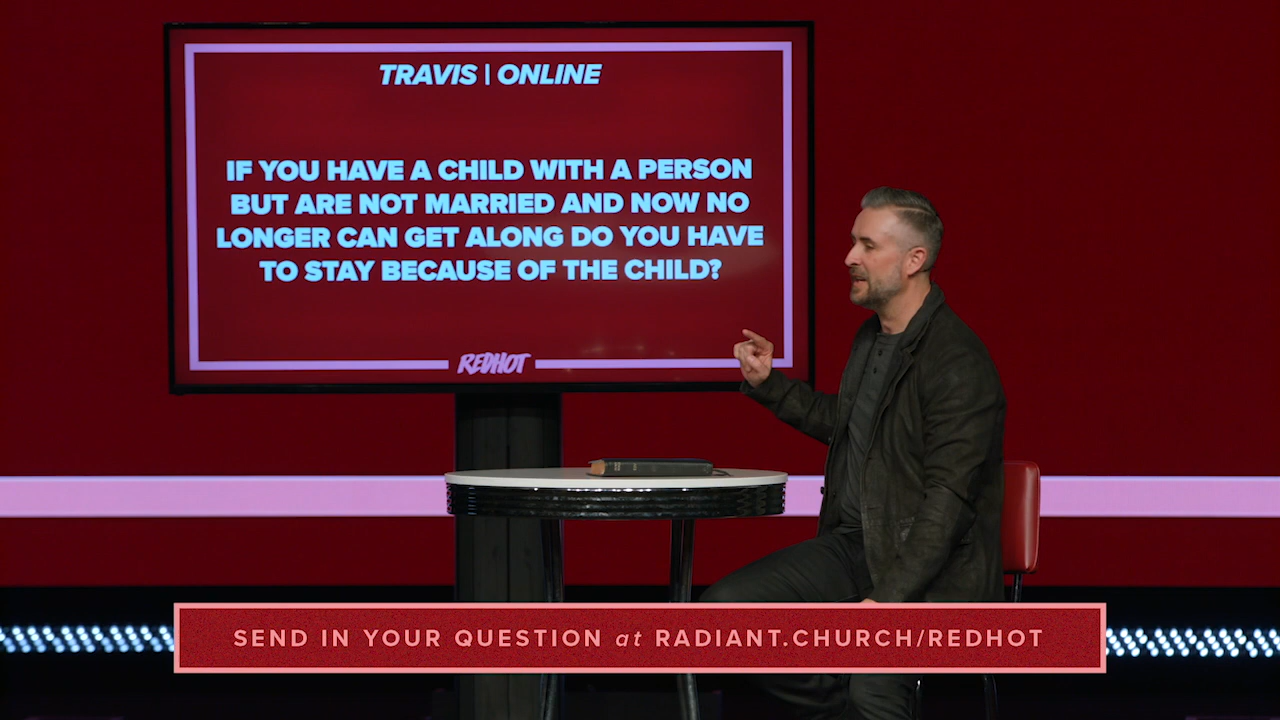 TRAVIS | ONLINE
IF YOU HAVE A CHILD WITH A PERSON
BUT ARE NOT MARRIED AND NOW NO
LONGER CAN GET ALONG DO YOU HAVE
TO STAY BECAUSE OF THE CHILD?
REDHOT
SEND IN YOUR QUESTION at RADIANT.CHURCH/REDHOT